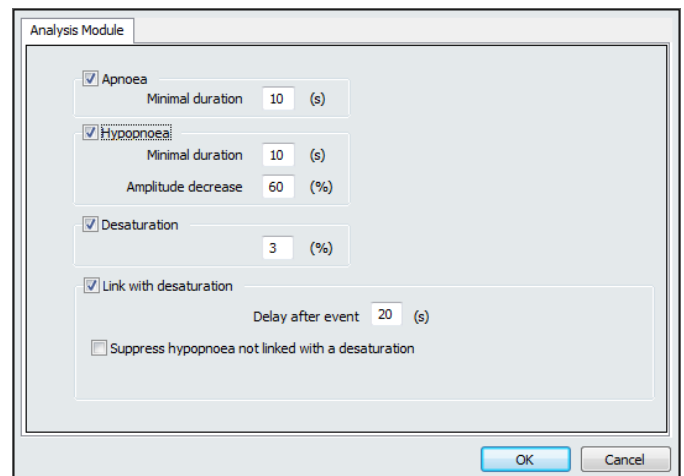 Analysis Module
Apnoea
Minimal duration 10 (s)
Hypopnoea
Minimal duration 10 (s)
Amplitude decrease 60 (%)
Desaturation
3 (%)
Link with desaturation
Delay after event 20 (s)
Suppress hypopnoea not linked with a desaturation
OK Cancel